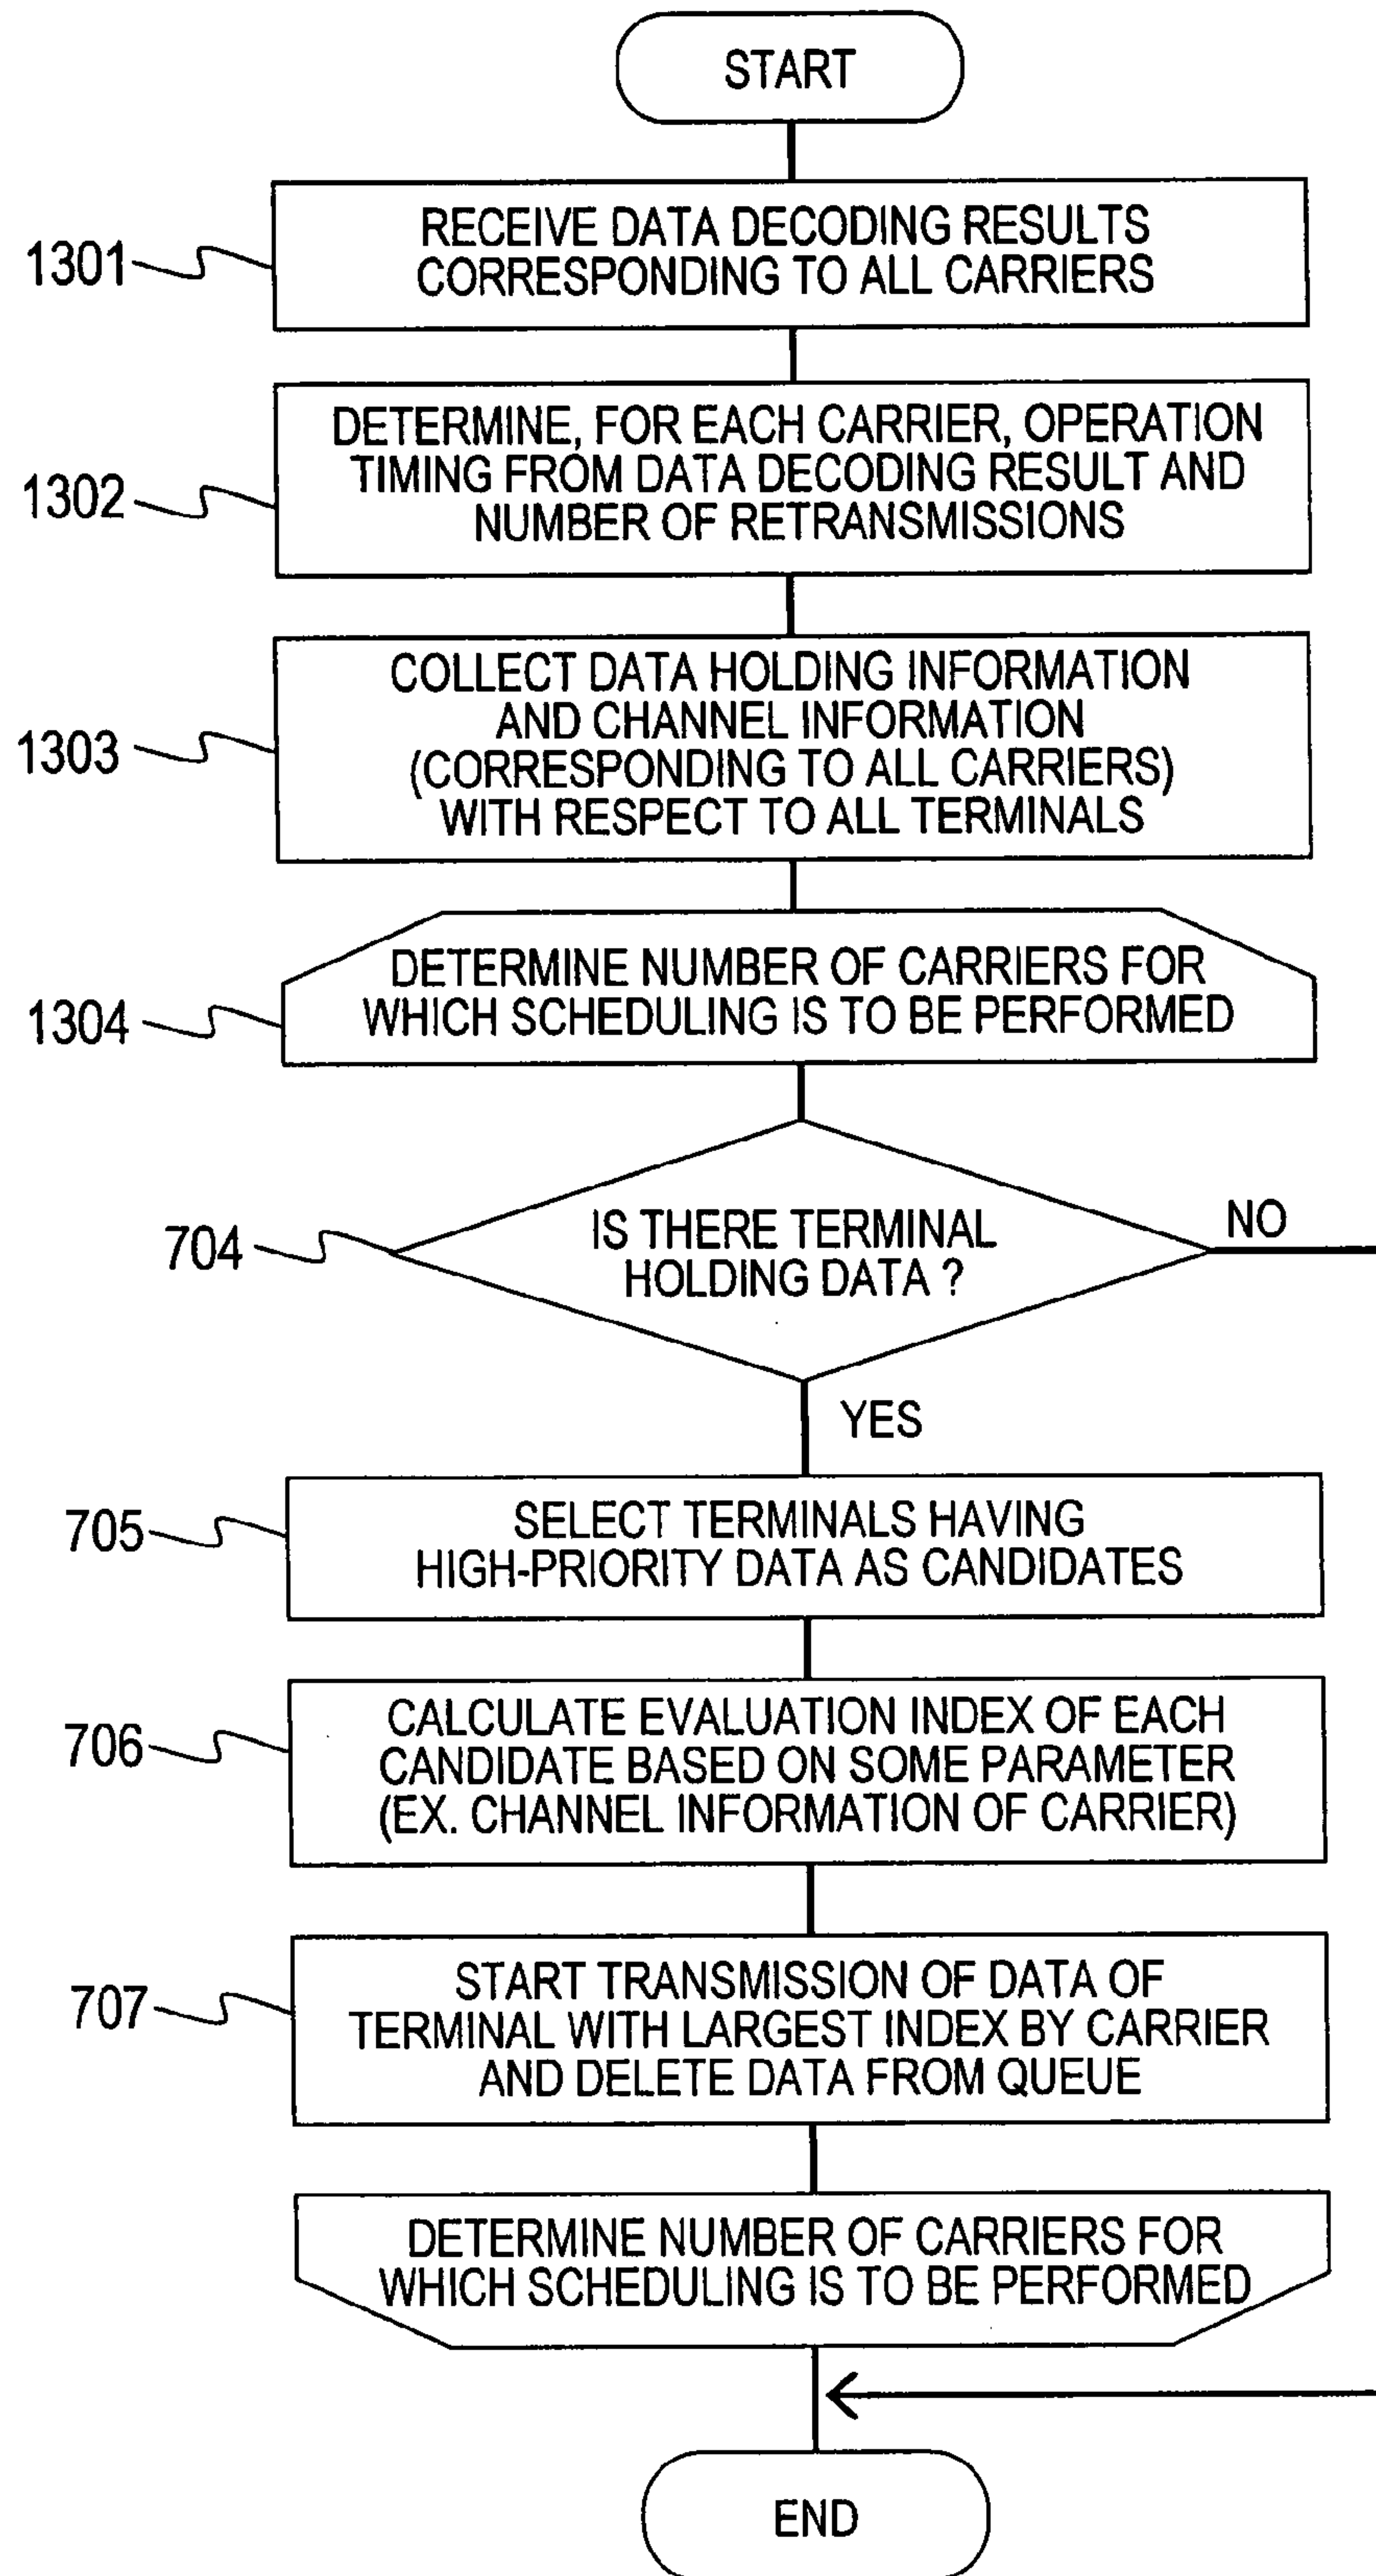 START
1301
RECEIVE DATA DECODING RESULTS
CORRESPONDING TO ALL CARRIERS
1302
DETERMINE, FOR EACH CARRIER, OPERATION
TIMING FROM DATA DECODING RESULT AND
NUMBER OF RETRANSMISSIONS
1303
COLLECT DATA HOLDING INFORMATION
AND CHANNEL INFORMATION
(CORRESPONDING TO ALL CARRIERS)
WITH RESPECT TO ALL TERMINALS
1304
DETERMINE NUMBER OF CARRIERS FOR
WHICH SCHEDULING IS TO BE PERFORMED
704
IS THERE TERMINAL
HOLDING DATA ?
NO
YES
705
SELECT TERMINALS HAVING
HIGH-PRIORITY DATA AS CANDIDATES
706
CALCULATE EVALUATION INDEX OF EACH
CANDIDATE BASED ON SOME PARAMETER
(EX. CHANNEL INFORMATION OF CARRIER)
707
START TRANSMISSION OF DATA OF
TERMINAL WITH LARGEST INDEX BY CARRIER
AND DELETE DATA FROM QUEUE
DETERMINE NUMBER OF CARRIERS FOR
WHICH SCHEDULING IS TO BE PERFORMED
END